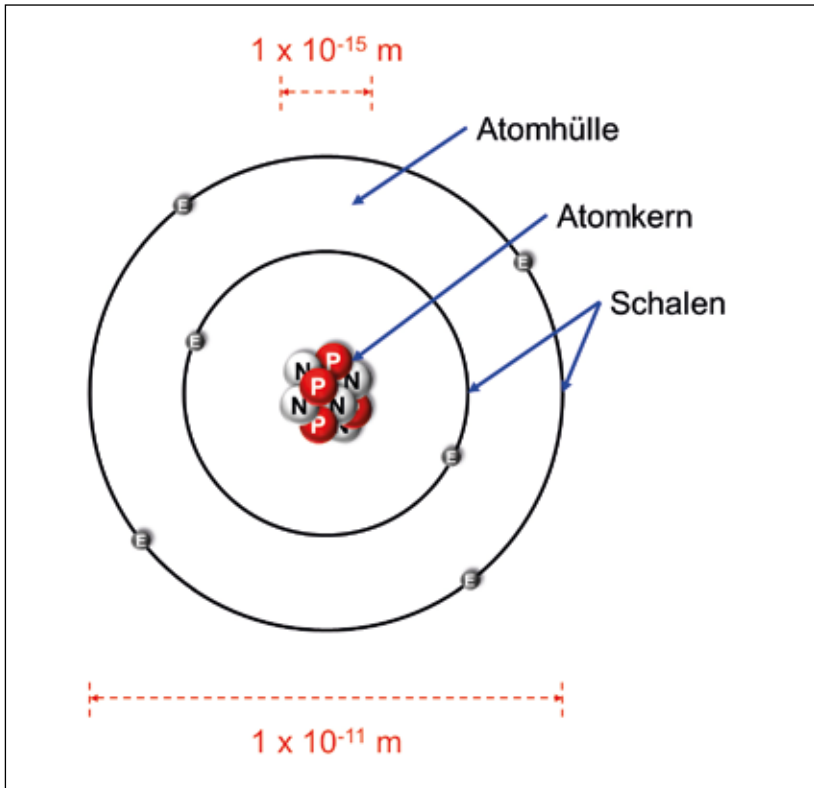 1 x 10⁻¹⁵ m
Atomhülle
E
Atomkern
E
Schalen
E
P
N
N
P
N
N
P
P
N
E
E
E
1 x 10⁻¹¹ m